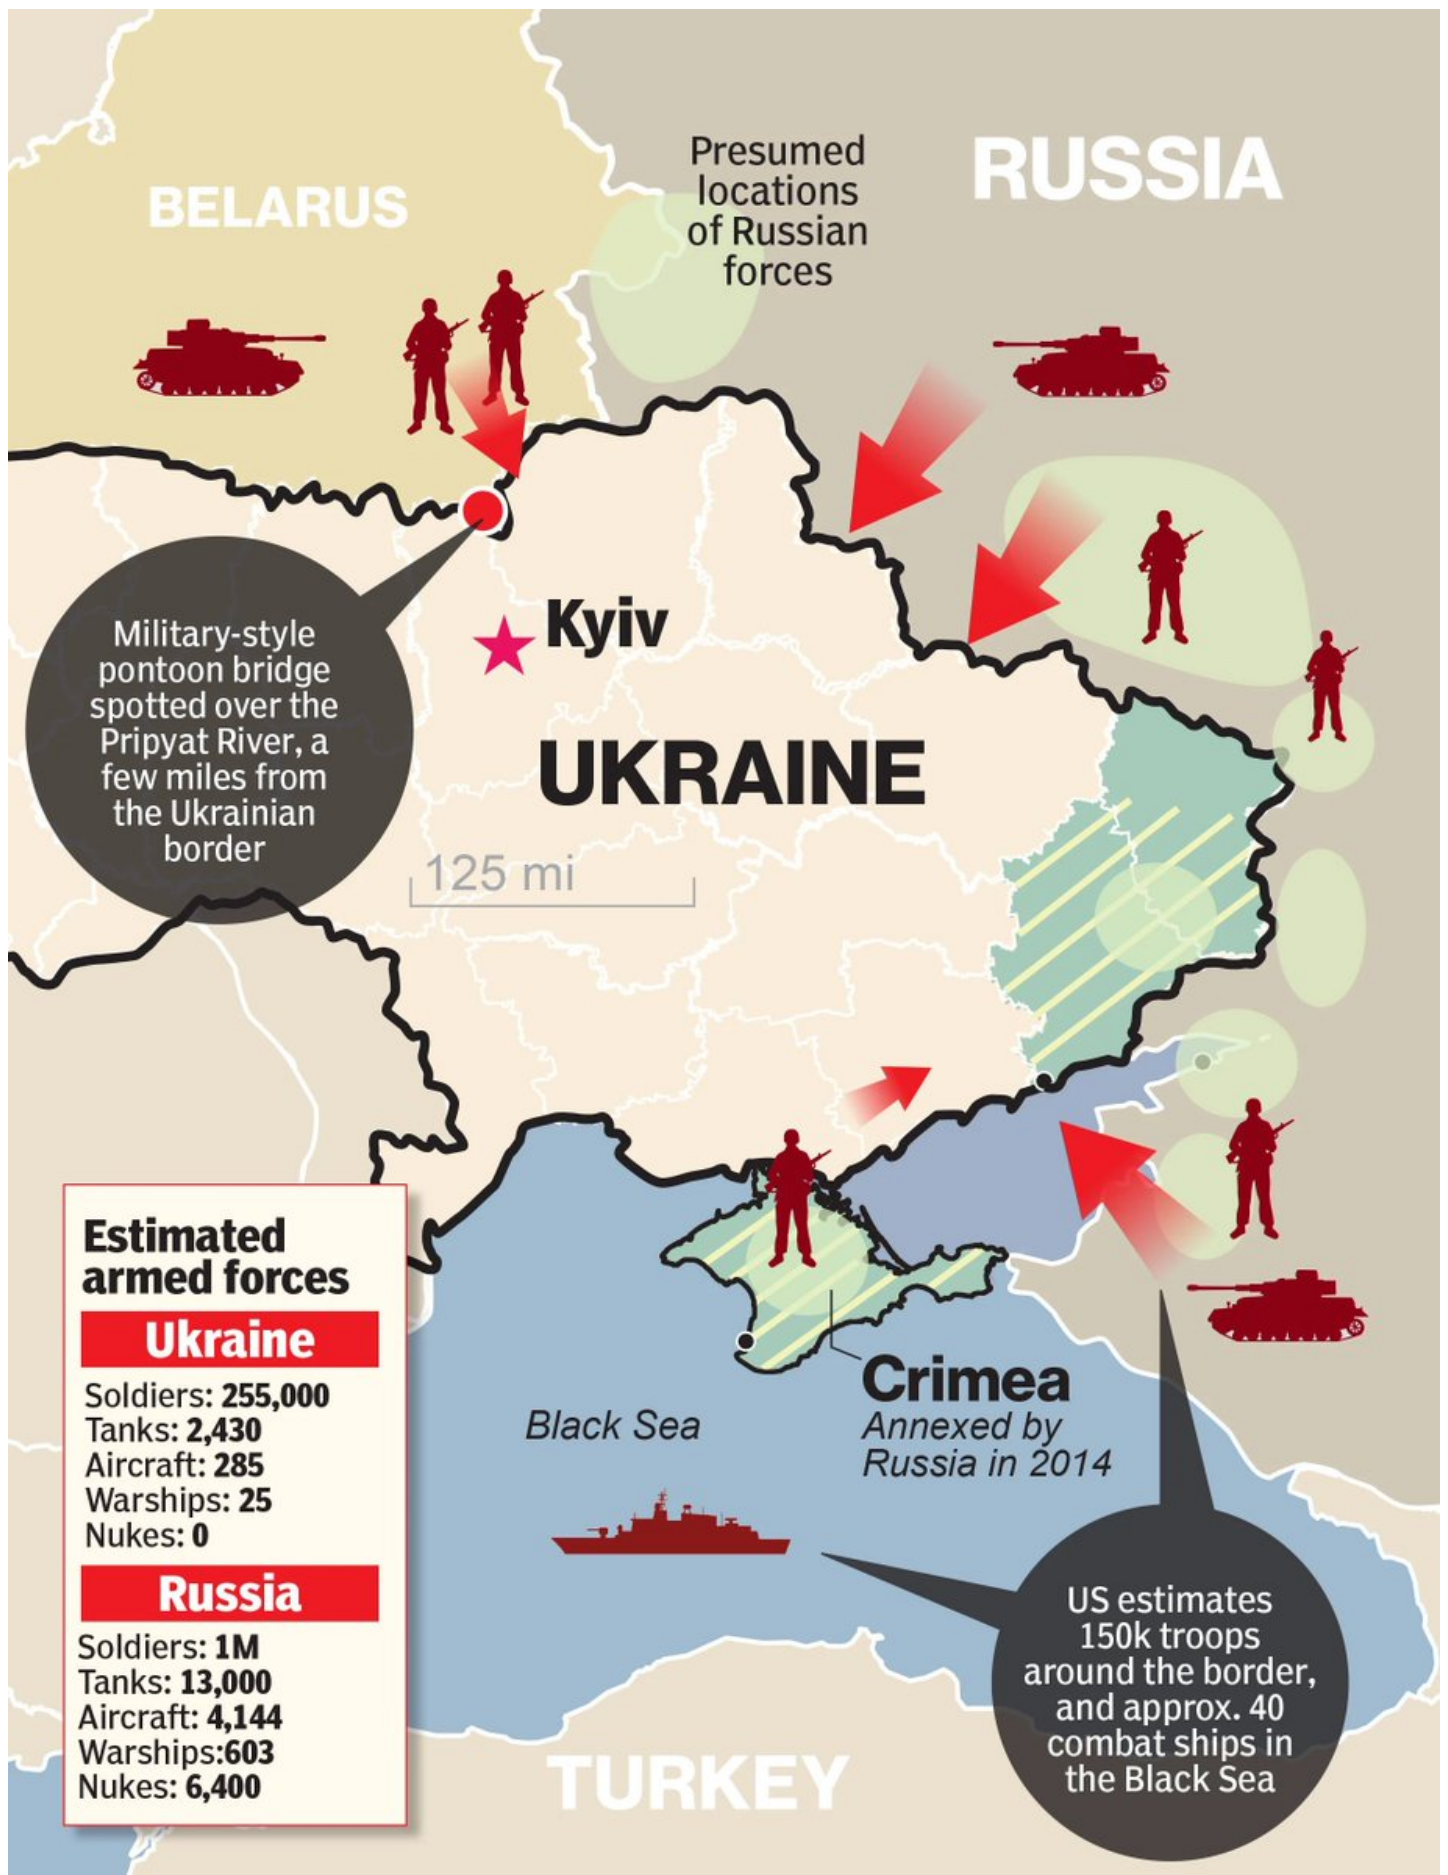 Presumed
locations
of Russian
forces
RUSSIA
BELARUS
Kyiv
Military-style
pontoon bridge
spotted over the
Pripyat River, a
few miles from
the Ukrainian
border
UKRAINE
125 mi
Estimated
armed forces
Ukraine
Soldiers: 255,000
Tanks: 2,430
Aircraft: 285
Warships: 25
Nukes: 0
Russia
Soldiers: 1M
Tanks: 13,000
Aircraft: 4,144
Warships:603
Nukes: 6,400
Crimea
Annexed by
Russia in 2014
Black Sea
US estimates
150k troops
around the border,
and approx. 40
combat ships in
the Black Sea
TURKEY